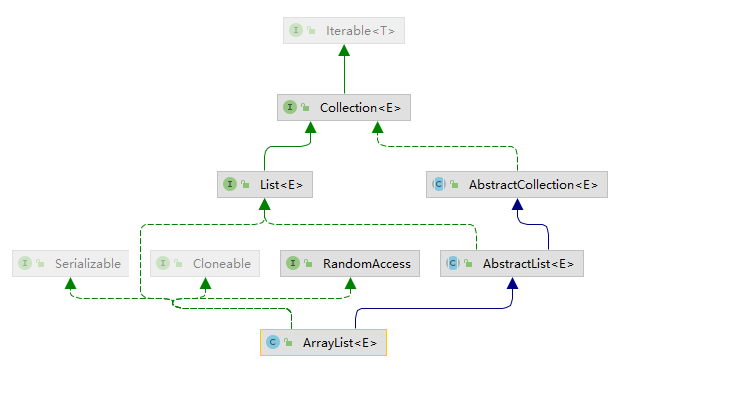 I Iterable<T>
I Collection<E>
I List<E>
C AbstractCollection<E>
I Serializable
I Cloneable
I RandomAccess
C AbstractList<E>
C ArrayList<E>